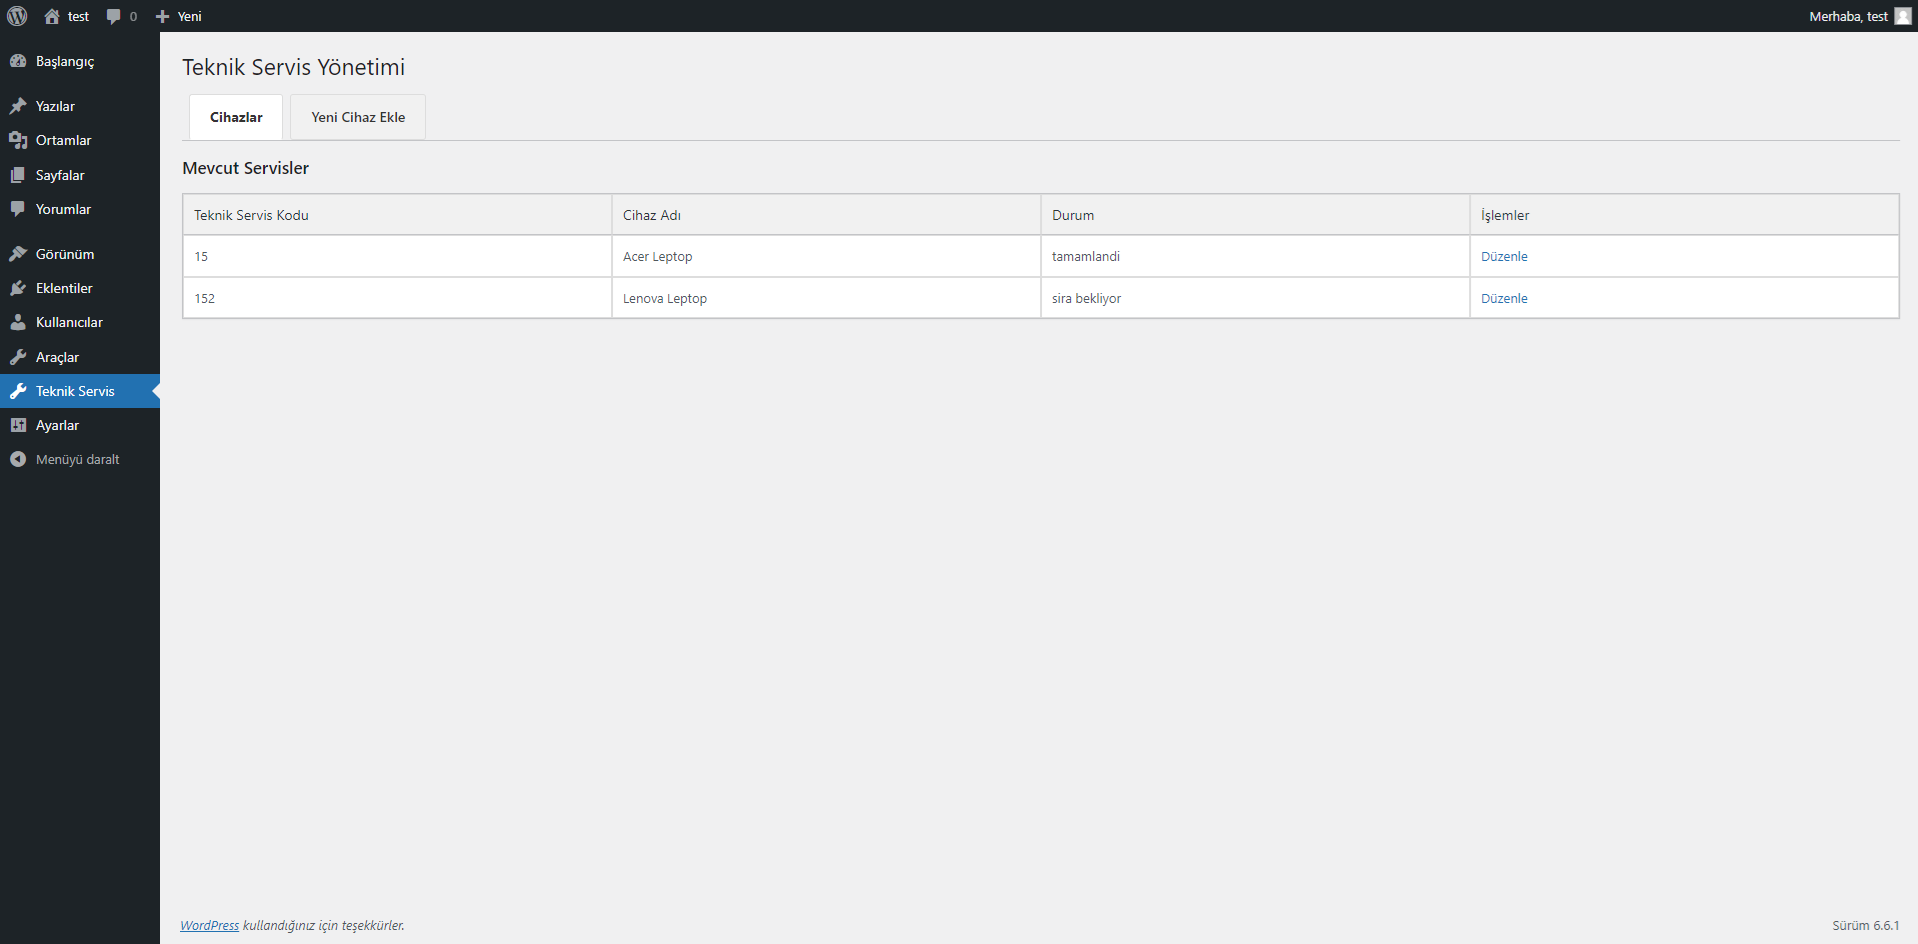 test
0
Yeni
Merhaba, test
Başlangıç
Yazılar
Ortamlar
Sayfalar
Yorumlar
Görünüm
Eklentiler
Kullanıcılar
Araçlar
Teknik Servis
Ayarlar
Menüyü daralt
Teknik Servis Yönetimi
Cihazlar
Yeni Cihaz Ekle
Mevcut Servisler
Teknik Servis Kodu Cihaz Adı Durum İşlemler
15 Acer Leptop tamamlandi Düzenle
152 Lenova Leptop sira bekliyor Düzenle
WordPress kullandığınız için teşekkürler.
Sürüm 6.6.1